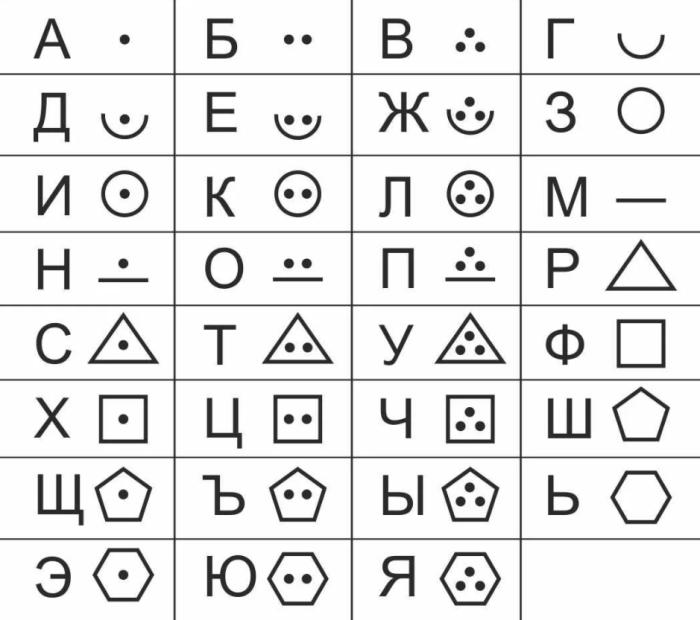 А Б В Г
Д Е Ж З
И К Л М
Н О П Р
С Т У Ф
Х Ц Ч Ш
Щ Ъ Ы Ь
Э Ю Я